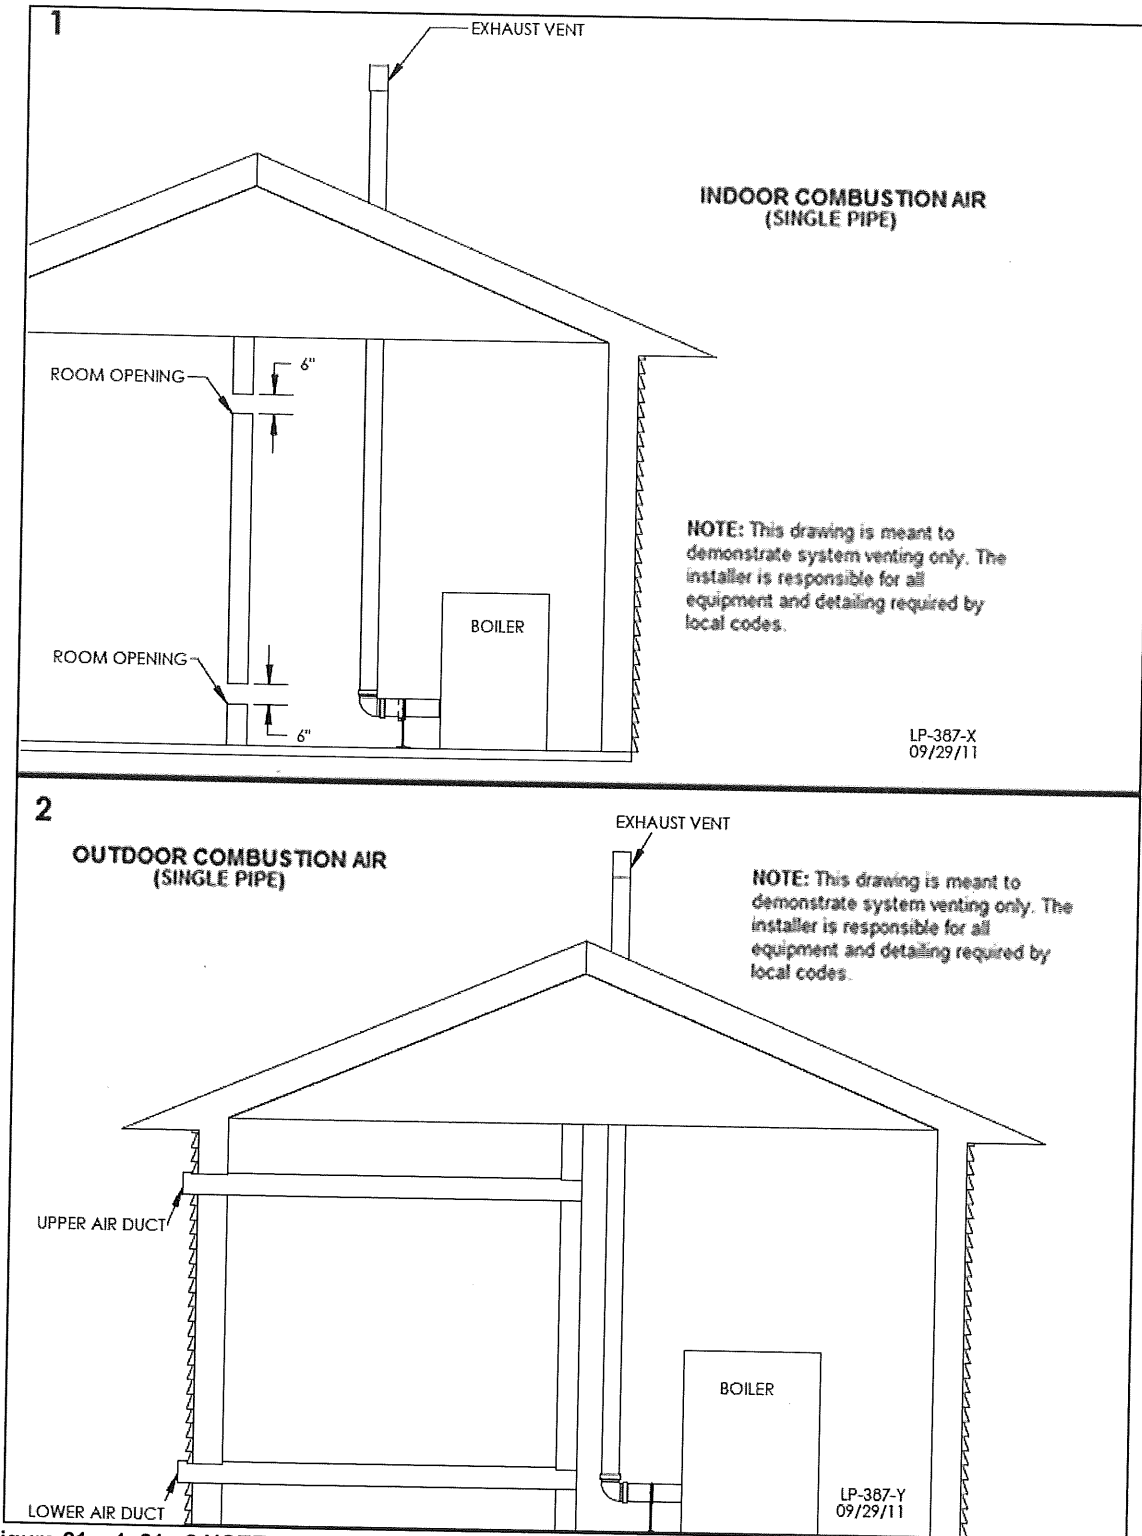 1
EXHAUST VENT
INDOOR COMBUSTION AIR
(SINGLE PIPE)
6"
ROOM OPENING
NOTE: This drawing is meant to
demonstrate system venting only. The
installer is responsible for all
equipment and detailing required by
local codes.
BOILER
ROOM OPENING
6"
LP-387-X
09/29/11
2
EXHAUST VENT
OUTDOOR COMBUSTION AIR
(SINGLE PIPE)
NOTE: This drawing is meant to
demonstrate system venting only. The
installer is responsible for all
equipment and detailing required by
local codes.
UPPER AIR DUCT
BOILER
LOWER AIR DUCT
LP-387-Y
09/29/11